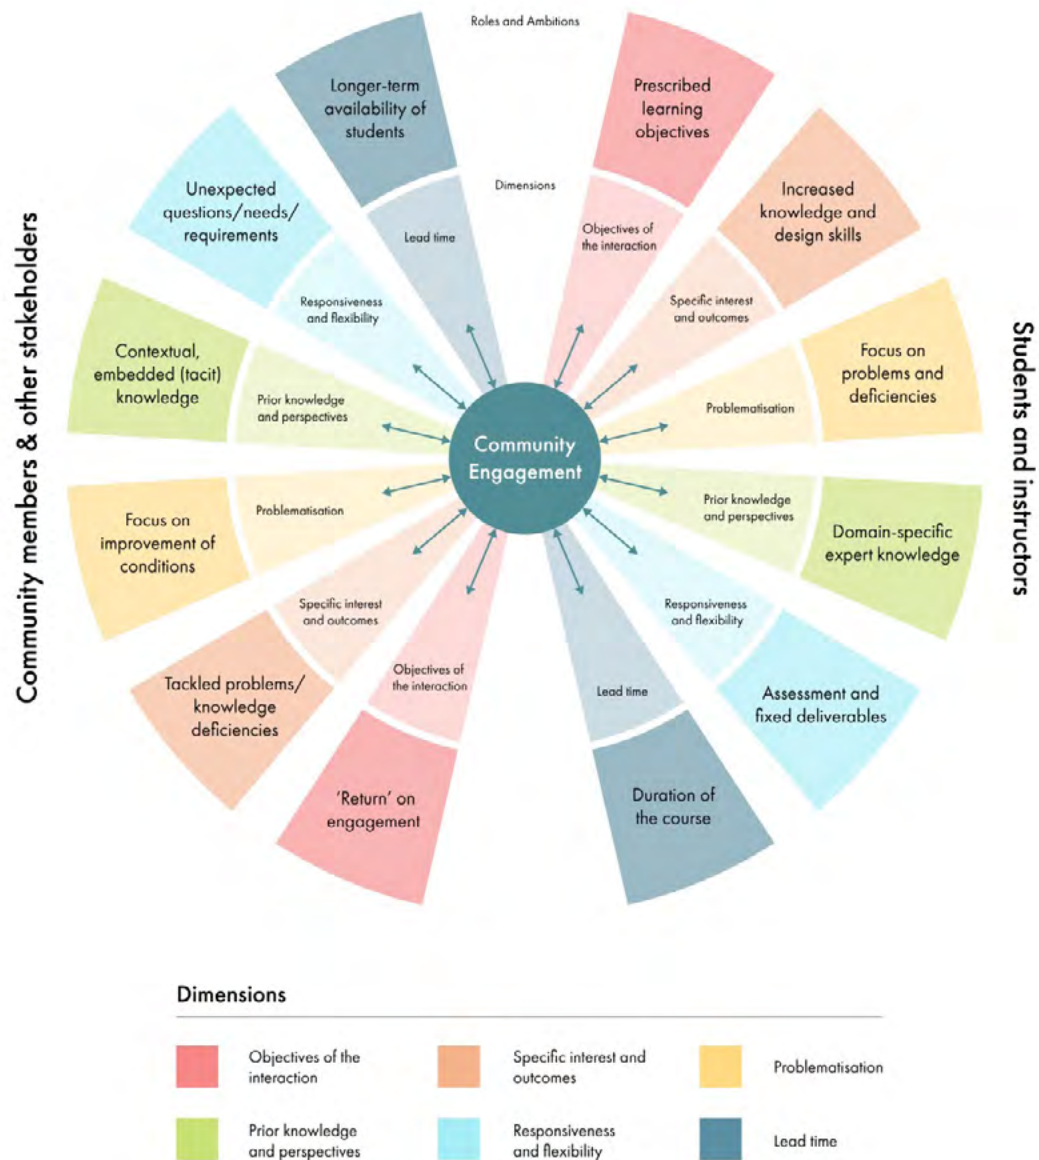 Roles and Ambitions
Longer-term
availability of
students
Prescribed
learning
objectives
Unexpected
questions/needs/
requirements
Dimensions
Increased
knowledge and
design skills
Lead time
Objectives of
the interaction
Responsiveness
and flexibility
Specific interest
and outcomes
Contextual,
embedded (tacit)
knowledge
Prior knowledge
and perspectives
Problematisation
Focus on
problems and
deficiencies
Community members & other stakeholders
Community
Engagement
Students and instructors
Focus on
improvement of
conditions
Problematisation
Prior knowledge
and perspectives
Domain-specific
expert knowledge
Specific interest
and outcomes
Responsiveness
and flexibility
Tackled problems/
knowledge
deficiencies
Objectives of
the interaction
Lead time
Assessment and
fixed deliverables
'Return' on
engagement
Duration of
the course
Dimensions
Objectives of the
interaction
Specific interest and
outcomes
Problematisation
Prior knowledge
and perspectives
Responsiveness
and flexibility
Lead time